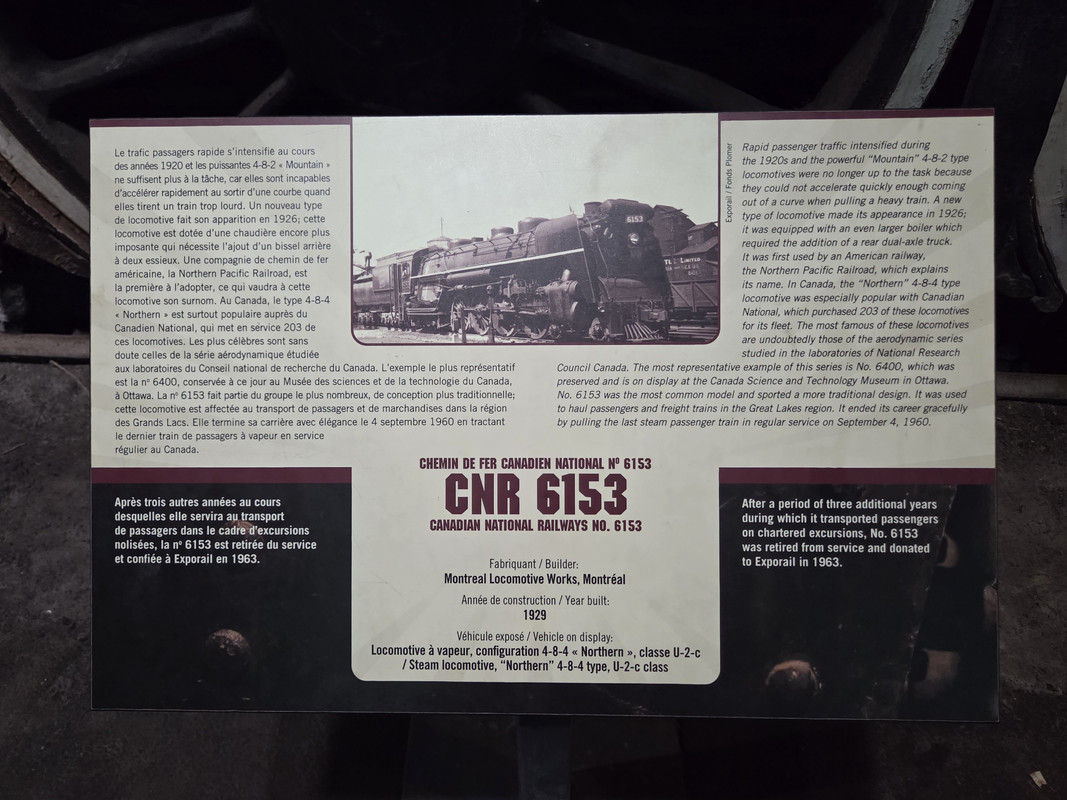 Le trafic passagers rapide s'intensifie au cours
des années 1920 et les puissantes 4-8-2 « Mountain »
ne suffisent plus à la tâche, car elles sont incapables
d'accélérer rapidement au sortir d'une courbe quand
elles tirent un train trop lourd. Un nouveau type
de locomotive fait son apparition en 1926; cette
locomotive est dotée d'une chaudière encore plus
imposante qui nécessite l'ajout d'un bissel arrière
à deux essieux. Une compagnie de chemin de fer
américaine, la Northern Pacific Railroad, est
la première à l'adopter, ce qui vaudra à cette
locomotive son surnom. Au Canada, le type 4-8-4
« Northern » est surtout populaire auprès du
Canadien National, qui met en service 203 de
ces locomotives. Les plus célèbres sont sans
doute celles de la série aérodynamique étudiée
aux laboratoires du Conseil national de recherche du Canada. L'exemple le plus représentatif
est la nº 6400, conservée à ce jour au Musée des sciences et de la technologie du Canada,
à Ottawa. La nº 6153 fait partie du groupe le plus nombreux, de conception plus traditionnelle;
cette locomotive est affectée au transport de passagers et de marchandises dans la région
des Grands Lacs. Elle termine sa carrière avec élégance le 4 septembre 1960 en tractant
le dernier train de passagers à vapeur en service
régulier au Canada.
6153
Exporail / Fonds Plomer
Rapid passenger traffic intensified during
the 1920s and the powerful “Mountain” 4-8-2 type
locomotives were no longer up to the task because
they could not accelerate quickly enough coming
out of a curve when pulling a heavy train. A new
type of locomotive made its appearance in 1926;
it was equipped with an even larger boiler which
required the addition of a rear dual-axle truck.
It was first used by an American railway,
the Northern Pacific Railroad, which explains
its name. In Canada, the “Northern” 4-8-4 type
locomotive was especially popular with Canadian
National, which purchased 203 of these locomotives
for its fleet. The most famous of these locomotives
are undoubtedly those of the aerodynamic series
studied in the laboratories of National Research
Council Canada. The most representative example of this series is No. 6400, which was
preserved and is on display at the Canada Science and Technology Museum in Ottawa.
No. 6153 was the most common model and sported a more traditional design. It was used
to haul passengers and freight trains in the Great Lakes region. It ended its career gracefully
by pulling the last steam passenger train in regular service on September 4, 1960.
CHEMIN DE FER CANADIEN NATIONAL Nº 6153
CNR 6153
CANADIAN NATIONAL RAILWAYS NO. 6153
Après trois autres années au cours
desquelles elle servira au transport
de passagers dans le cadre d'excursions
nolisées, la nº 6153 est retirée du service
et confiée à Exporail en 1963.
Fabriquant / Builder:
Montreal Locomotive Works, Montréal
Année de construction / Year built:
1929
Véhicule exposé / Vehicle on display:
Locomotive à vapeur, configuration 4-8-4 « Northern », classe U-2-c
/ Steam locomotive, “Northern” 4-8-4 type, U-2-c class
After a period of three additional years
during which it transported passengers
on chartered excursions, No. 6153
was retired from service and donated
to Exporail in 1963.